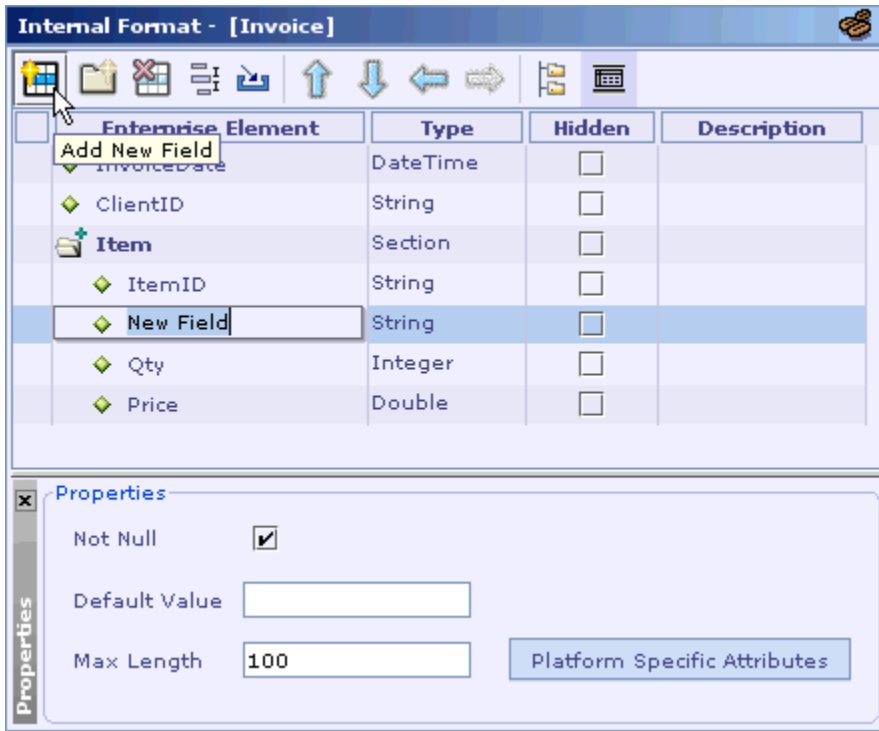 Internal Format - [Invoice]
Enterprise Element Type Hidden Description
Add New Field
InvoiceDate DateTime
ClientID String
Item Section
ItemID String
New Field String
Qty Integer
Price Double
Properties
Not Null
Default Value
Max Length 100 Platform Specific Attributes
Properties